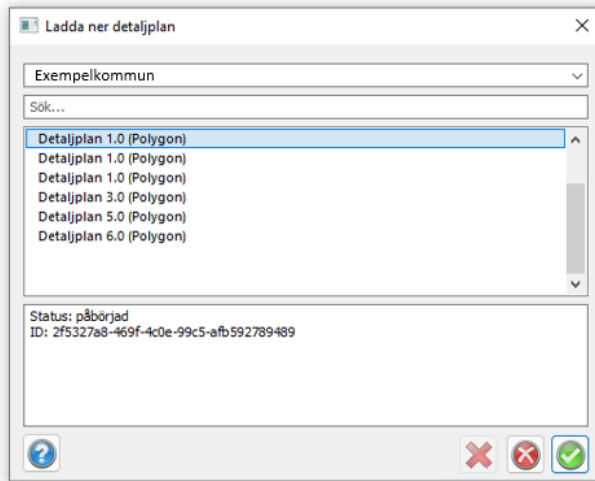 Ladda ner detaljplan
Exempelkommun
Sök...
Detaljplan 1.0 (Polygon)
Detaljplan 1.0 (Polygon)
Detaljplan 1.0 (Polygon)
Detaljplan 3.0 (Polygon)
Detaljplan 5.0 (Polygon)
Detaljplan 6.0 (Polygon)
Status: påbörjad
ID: 2f5327a8-469f-4c0e-99c5-afb592789489